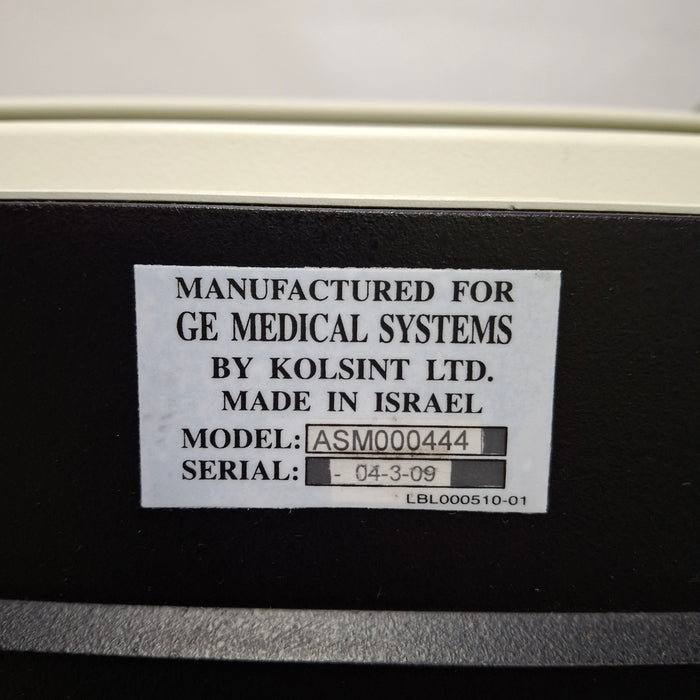 MANUFACTURED FOR
GE MEDICAL SYSTEMS
BY KOLSINT LTD.
MADE IN ISRAEL
MODEL: ASM000444
SERIAL: - 04-3-09
LBL000510-01